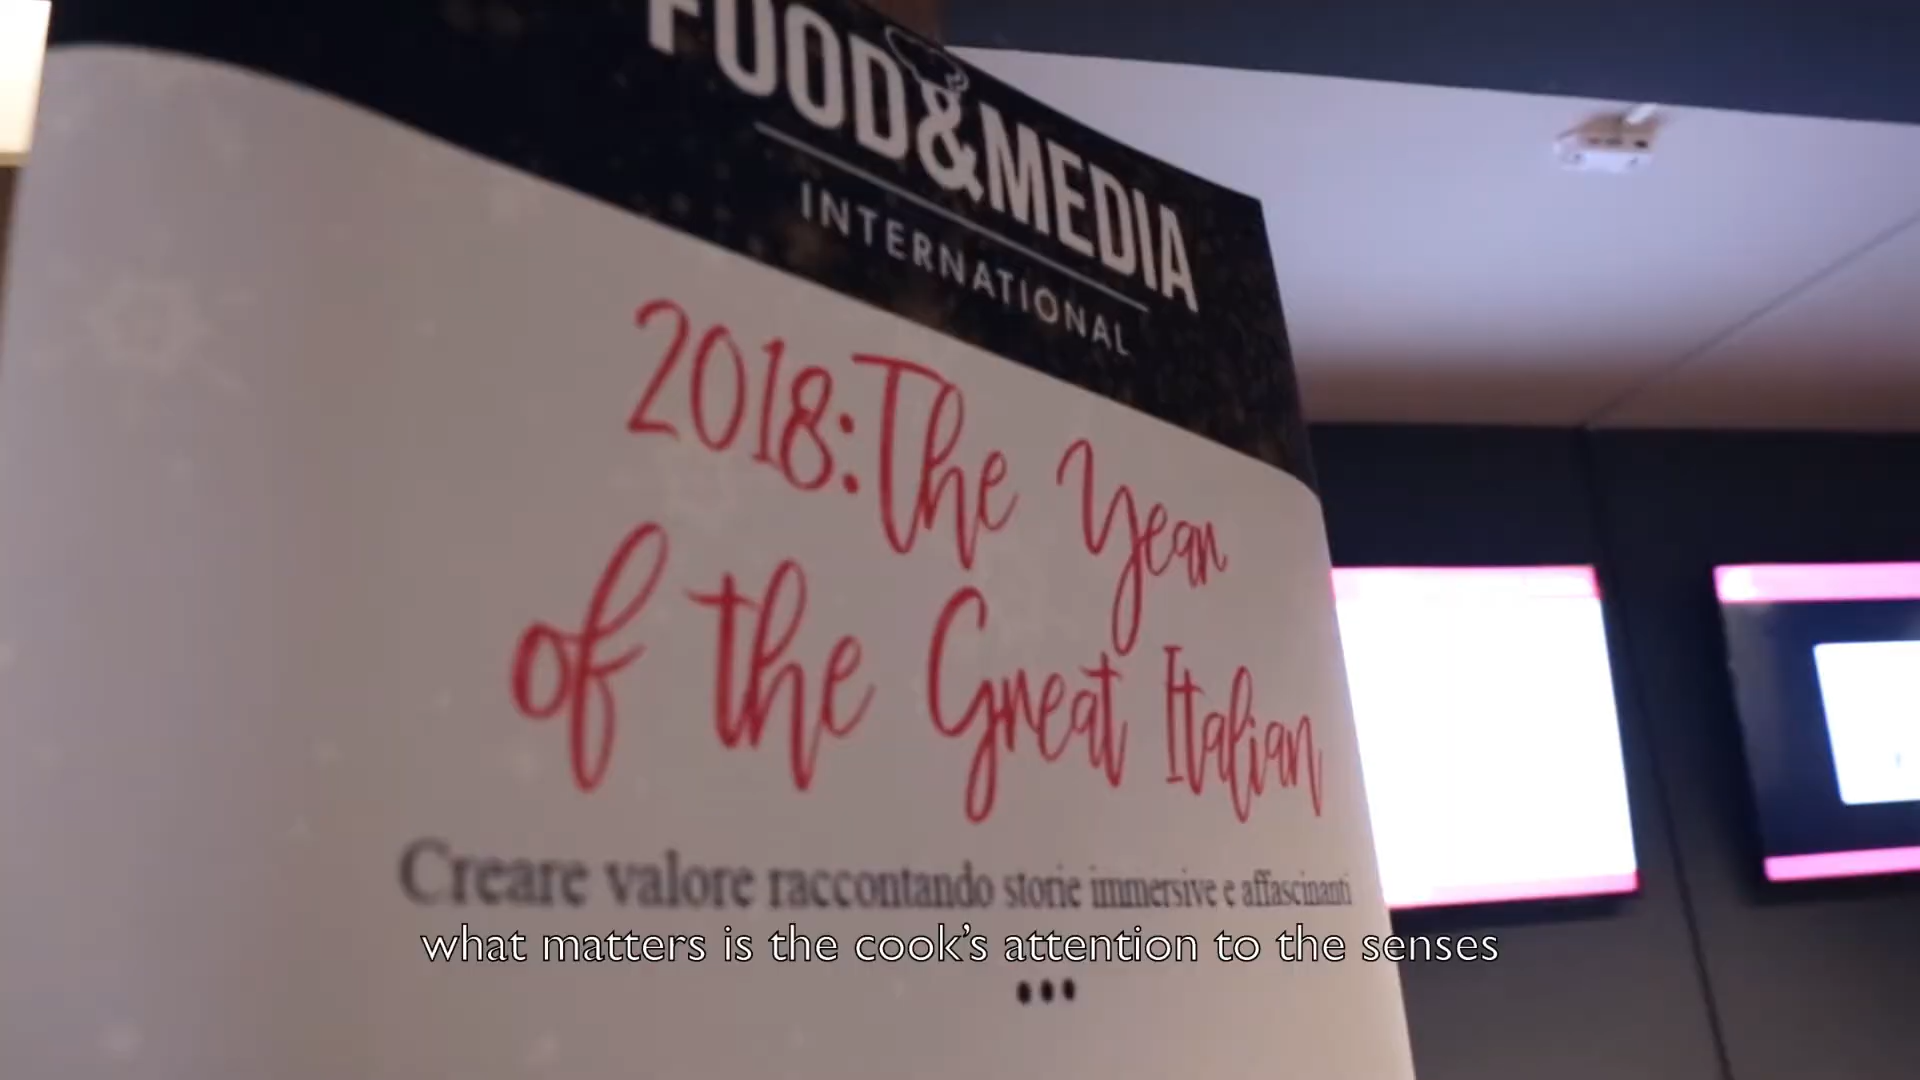 FOOD&MEDIA
INTERNATIONAL
2018: The Year
of the Great Italian
Creare valore raccontando storie immersive e affascinanti
what matters is the cook's attention to the senses
•••